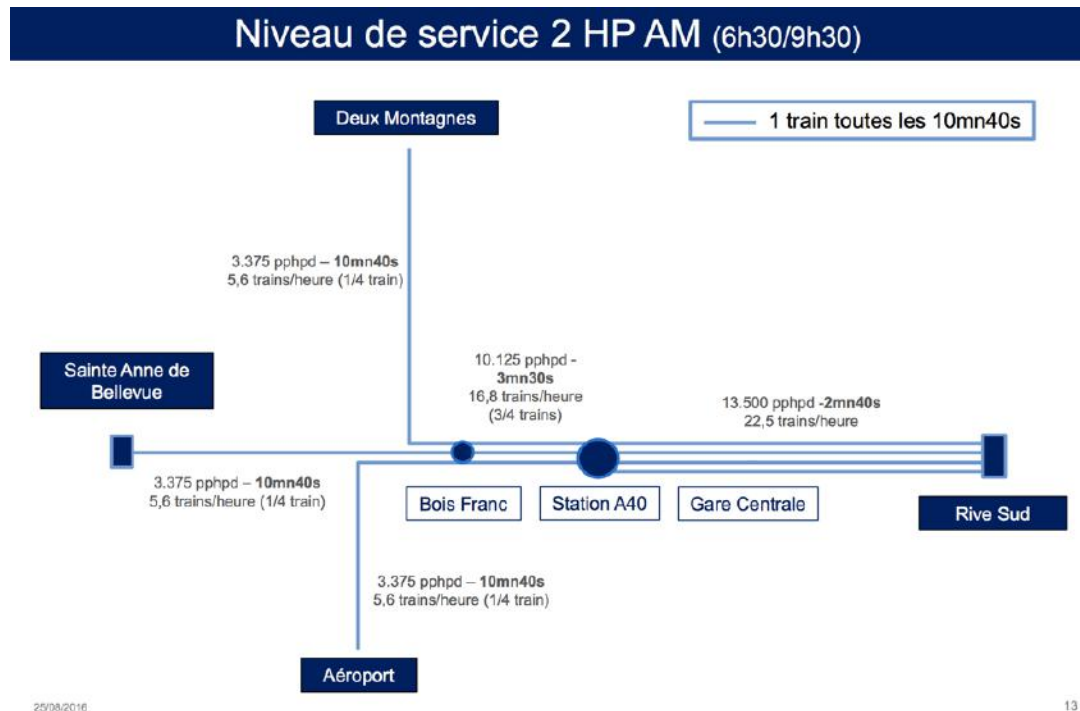 Niveau de service 2 HP AM (6h30/9h30)
Deux Montagnes
1 train toutes les 10mn40s
3.375 pphpd – 10mn40s
5,6 trains/heure (1/4 train)
Sainte Anne de
Bellevue
10.125 pphpd -
3mn30s
16,8 trains/heure
(3/4 trains)
13.500 pphpd -2mn40s
22,5 trains/heure
3.375 pphpd – 10mn40s
5,6 trains/heure (1/4 train)
Bois Franc
Station A40
Gare Centrale
Rive Sud
3.375 pphpd – 10mn40s
5,6 trains/heure (1/4 train)
Aéroport
25/08/2016
13